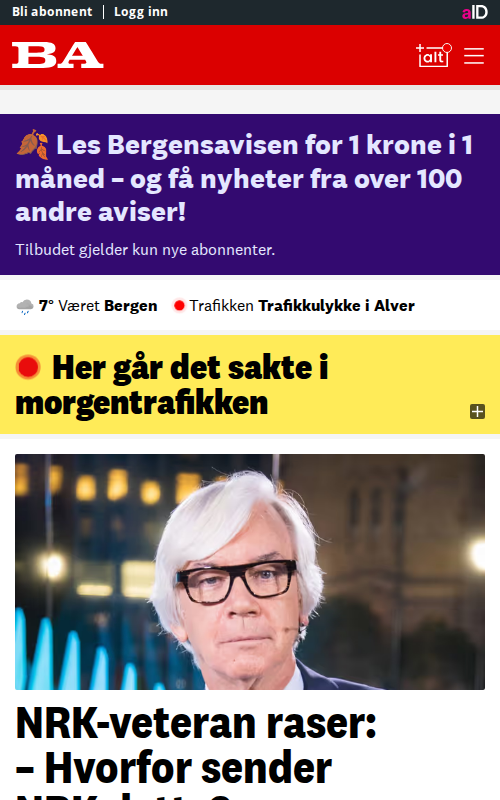 Bli abonnent | Logg inn
aID
BA
+alt
🍂 Les Bergensavisen for 1 krone i 1
måned – og få nyheter fra over 100
andre aviser!
Tilbudet gjelder kun nye abonnenter.
7° Været Bergen Trafikken Trafikkulykke i Alver
Her går det sakte i
morgentrafikken
NRK-veteran raser:
– Hvorfor sender